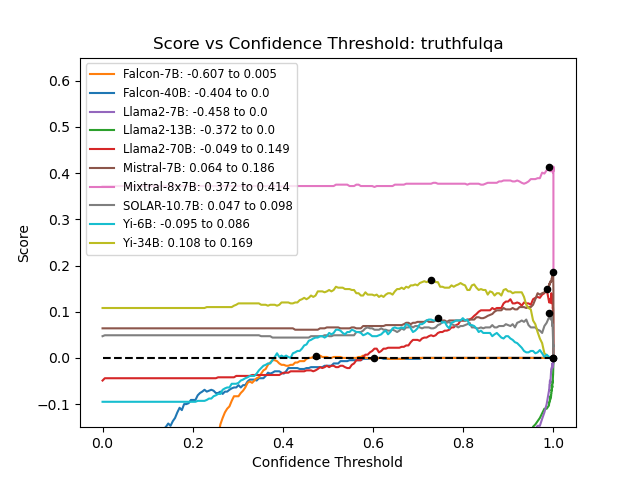 Score vs Confidence Threshold: truthfulqa
Falcon-7B: -0.607 to 0.005
Falcon-40B: -0.404 to 0.0
Llama2-7B: -0.458 to 0.0
Llama2-13B: -0.372 to 0.0
Llama2-70B: -0.049 to 0.149
Mistral-7B: 0.064 to 0.186
Mixtral-8x7B: 0.372 to 0.414
SOLAR-10.7B: 0.047 to 0.098
Yi-6B: -0.095 to 0.086
Yi-34B: 0.108 to 0.169
Score
0.6
0.5
0.4
0.3
0.2
0.1
0.0
−0.1
0.0 0.2 0.4 0.6 0.8 1.0
Confidence Threshold